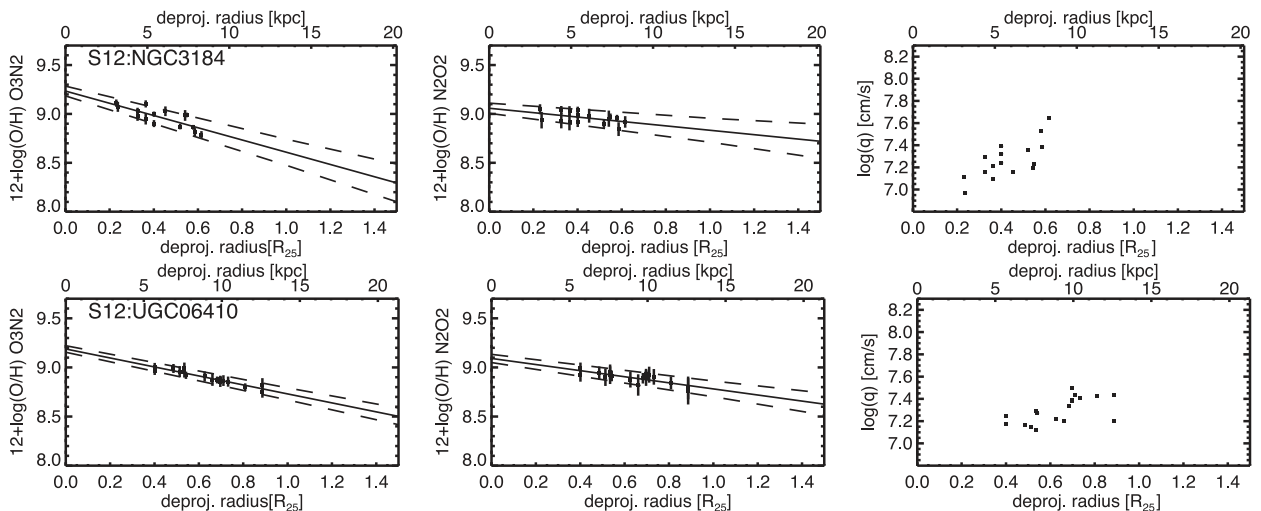 deproj. radius [kpc]
0 5 10 15 20
S12:NGC3184
12+log(O/H) O3N2
9.5
9.0
8.5
8.0
0.0 0.2 0.4 0.6 0.8 1.0 1.2 1.4
deproj. radius[R25]
deproj. radius [kpc]
0 5 10 15 20
12+log(O/H) N2O2
9.5
9.0
8.5
8.0
0.0 0.2 0.4 0.6 0.8 1.0 1.2 1.4
deproj. radius [R25]
deproj. radius [kpc]
0 5 10 15 20
log(q) [cm/s]
8.2
8.0
7.8
7.6
7.4
7.2
7.0
0.0 0.2 0.4 0.6 0.8 1.0 1.2 1.4
deproj. radius [R25]
deproj. radius [kpc]
0 5 10 15 20
S12:UGC06410
12+log(O/H) O3N2
9.5
9.0
8.5
8.0
0.0 0.2 0.4 0.6 0.8 1.0 1.2 1.4
deproj. radius[R25]
deproj. radius [kpc]
0 5 10 15 20
12+log(O/H) N2O2
9.5
9.0
8.5
8.0
0.0 0.2 0.4 0.6 0.8 1.0 1.2 1.4
deproj. radius [R25]
deproj. radius [kpc]
0 5 10 15 20
log(q) [cm/s]
8.2
8.0
7.8
7.6
7.4
7.2
7.0
0.0 0.2 0.4 0.6 0.8 1.0 1.2 1.4
deproj. radius [R25]